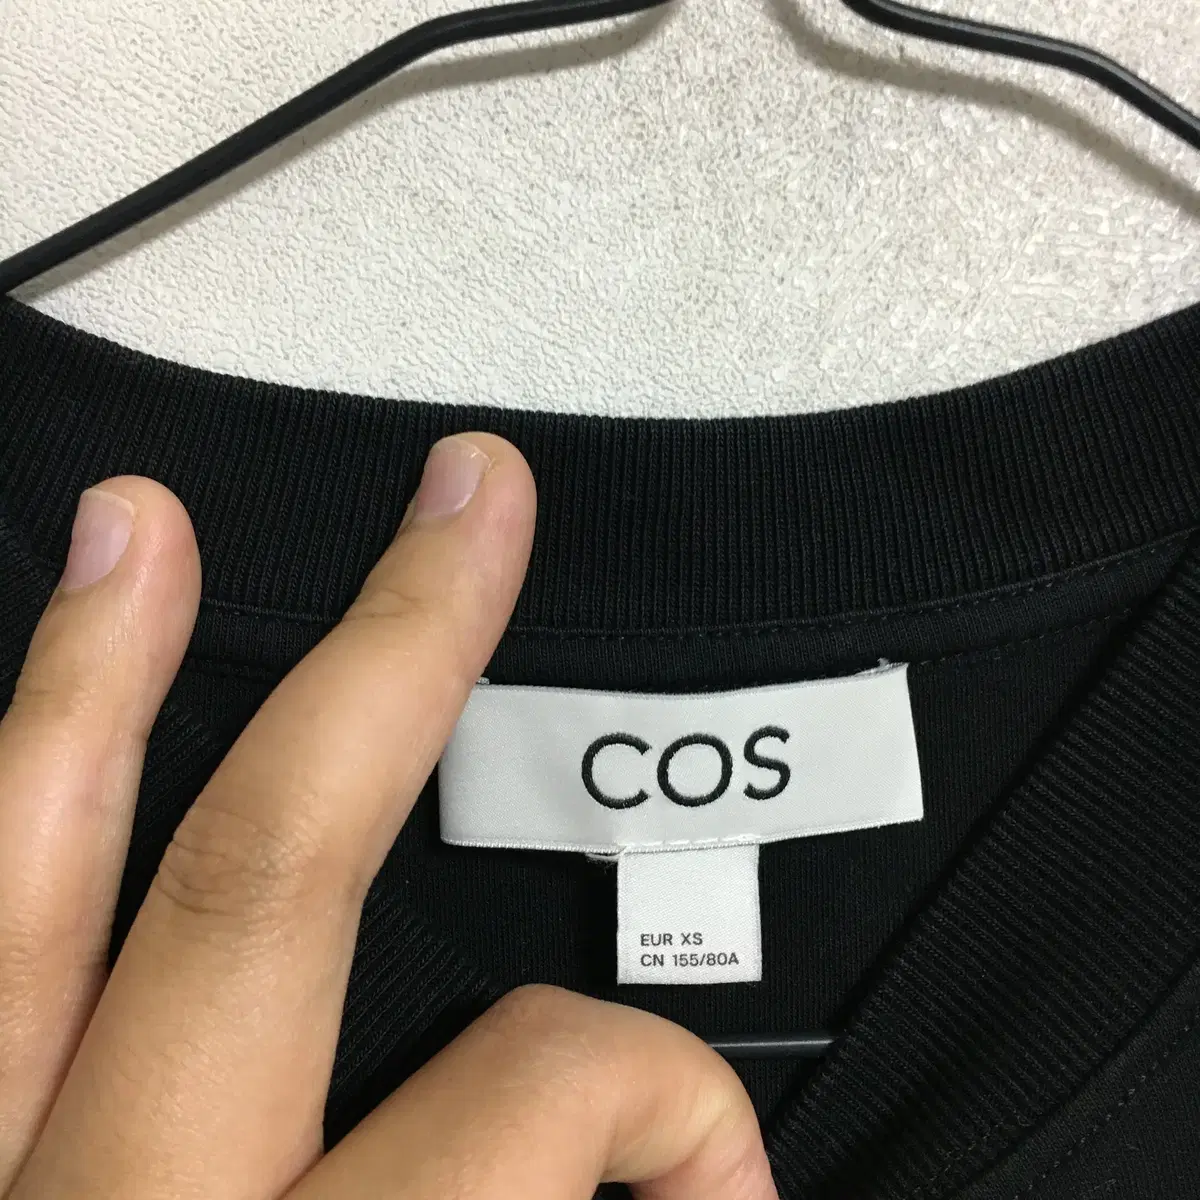 COS
EUR XS
CN 155/80A